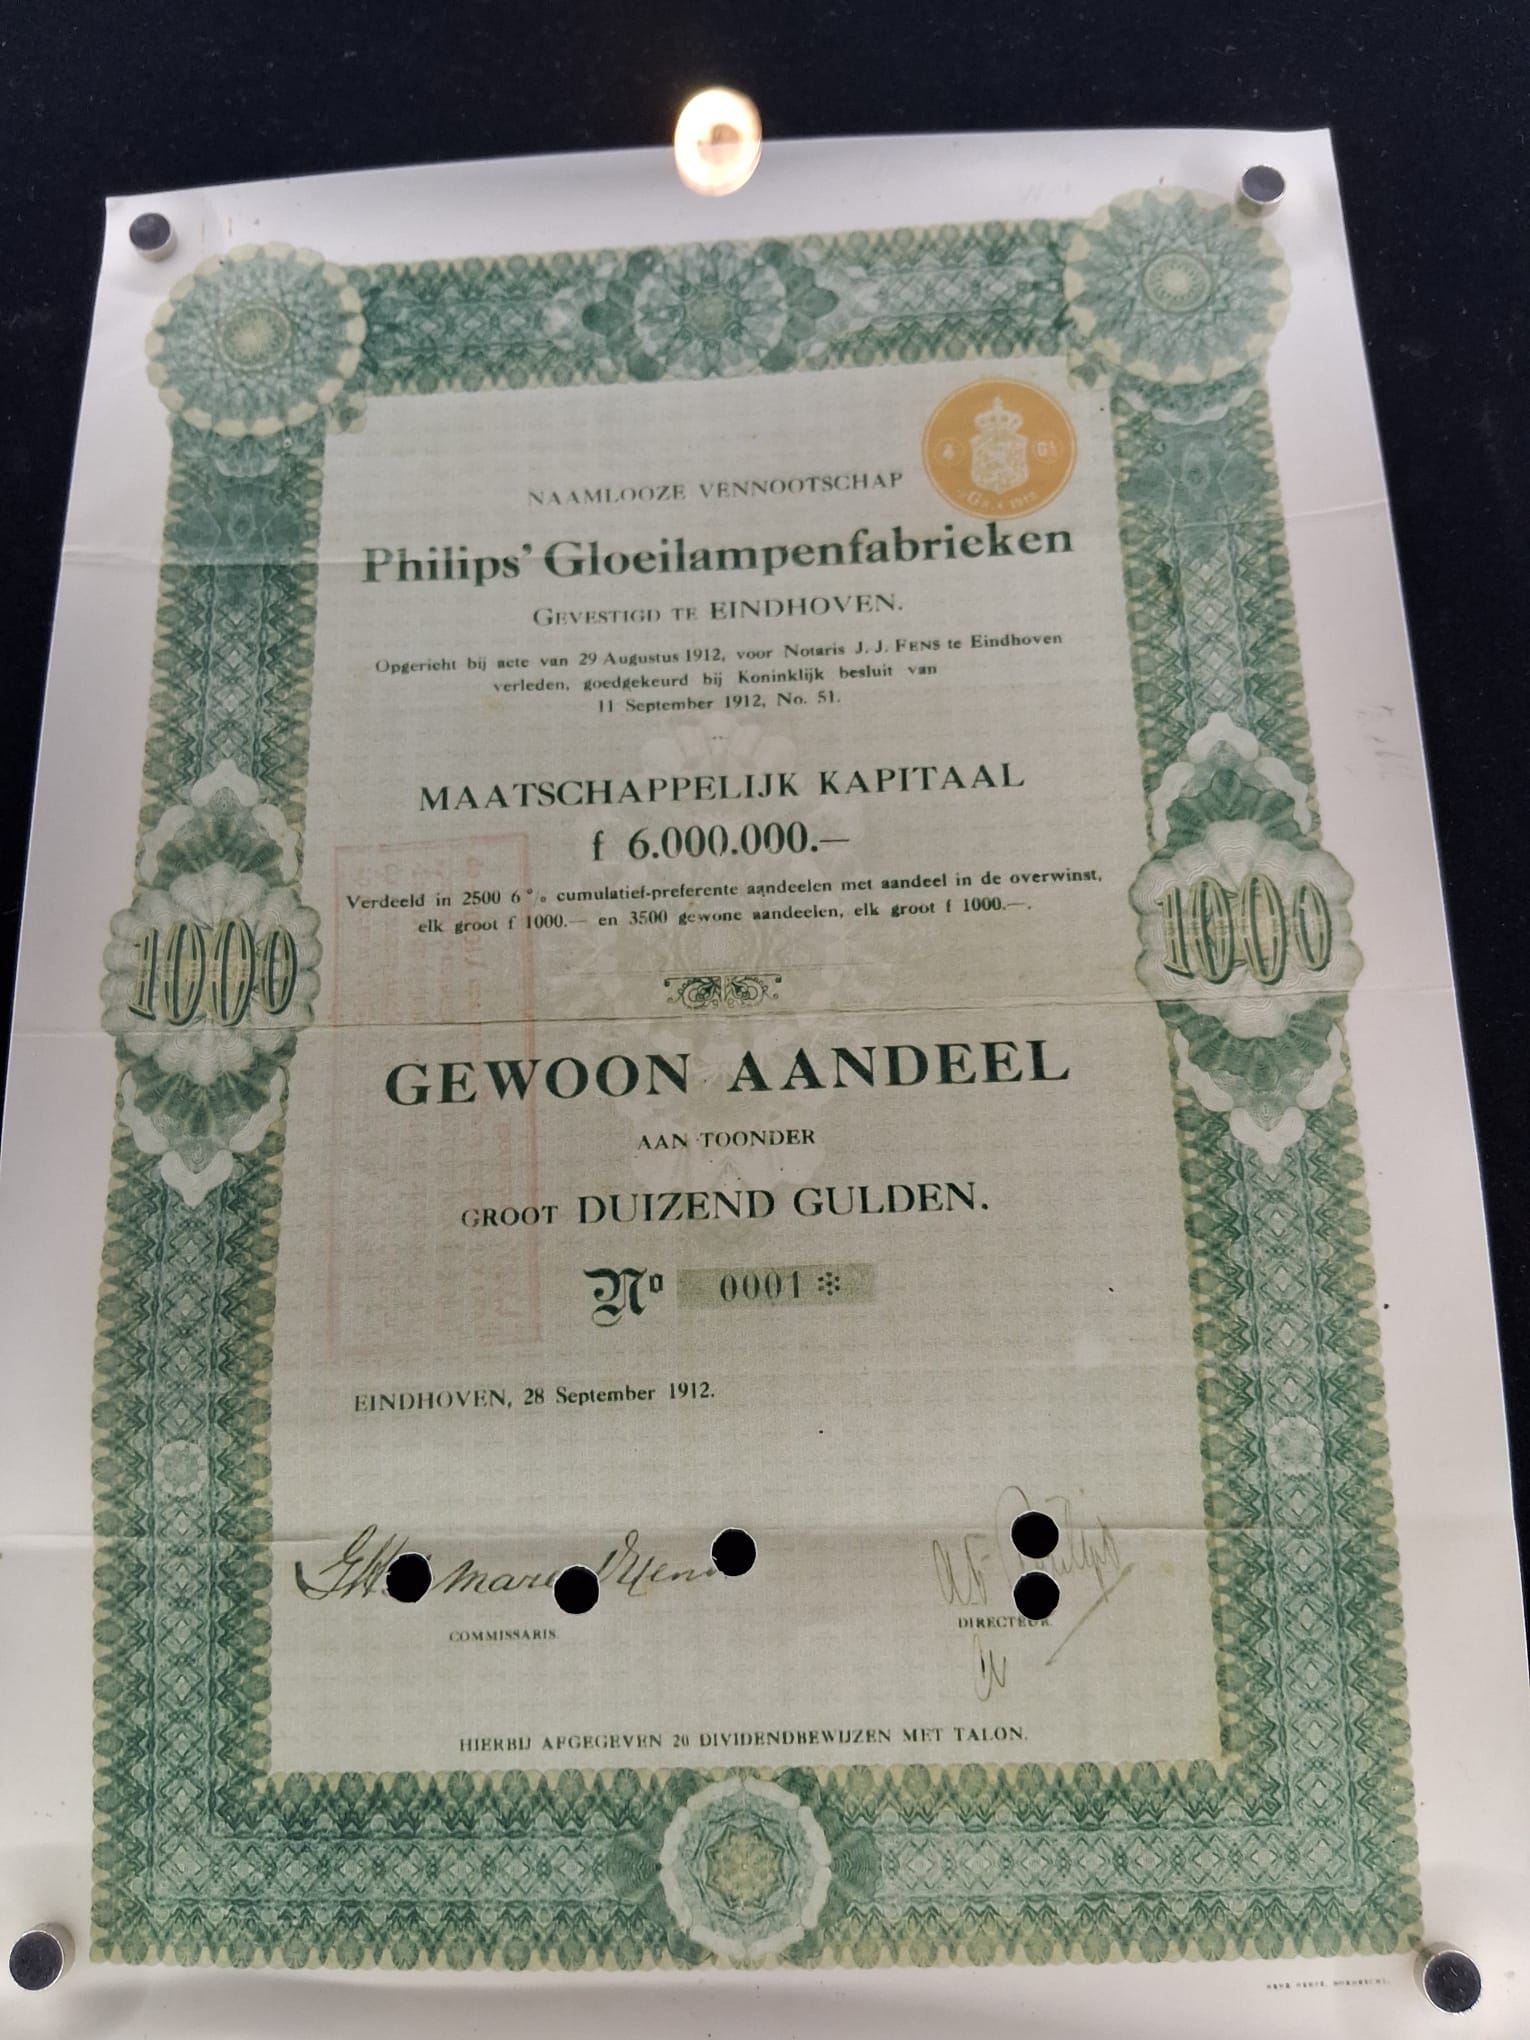 NAAMLOOZE VENNOOTSCHAP
Philips' Gloeilampenfabrieken
GEVESTIGD TE EINDHOVEN.
Opgericht bij acte van 29 Augustus 1912, voor Notaris J. J. FENS te Eindhoven
verleden, goedgekeurd bij Koninklijk besluit van
11 September 1912, No. 51.
MAATSCHAPPELIJK KAPITAAL
f 6.000.000.—
Verdeeld in 2500 6% cumulatief-preferente aandeelen met aandeel in de overwinst,
elk groot f 1000.— en 3500 gewone aandeelen, elk groot f 1000.—.
1000
1000
GEWOON AANDEEL
AAN TOONDER
GROOT DUIZEND GULDEN.
No 0001
EINDHOVEN, 28 September 1912.
Philips
COMMISSARIS.
DIRECTEUR.
HIERBIJ AFGEGEVEN 20 DIVIDENDBEWIJZEN MET TALON.